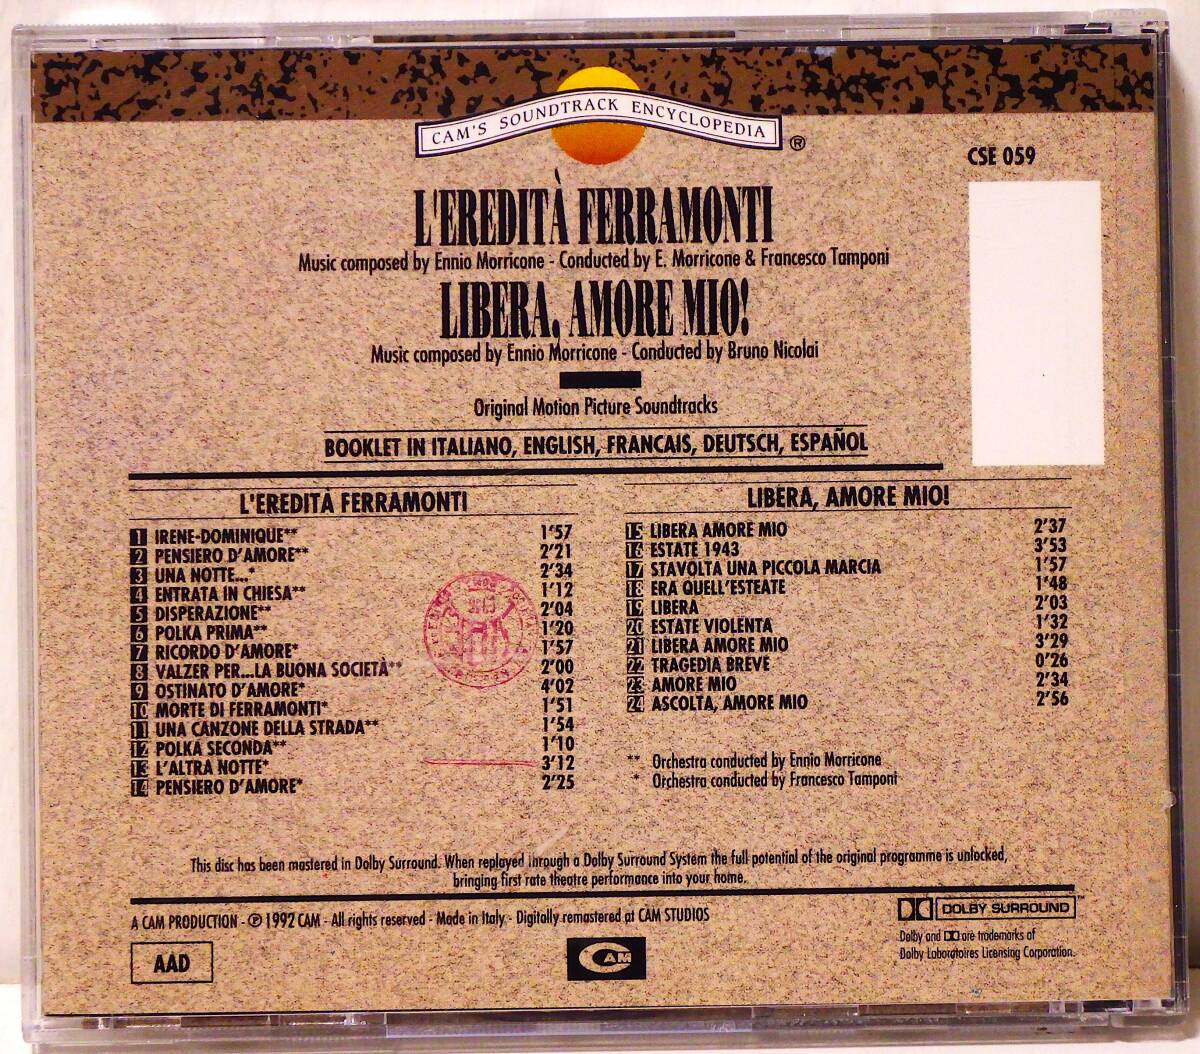 CAM'S SOUNDTRACK ENCYCLOPEDIA ®
CSE 059
L'EREDITÀ FERRAMONTI
Music composed by Ennio Morricone - Conducted by E. Morricone & Francesco Tamponi
LIBERA, AMORE MIO!
Music composed by Ennio Morricone - Conducted by Bruno Nicolai
Original Motion Picture Soundtracks
BOOKLET IN ITALIANO, ENGLISH, FRANCAIS, DEUTSCH, ESPAÑOL
L'EREDITÀ FERRAMONTI
1 IRENE-DOMINIQUE** 1'57
2 PENSIERO D'AMORE** 2'21
3 UNA NOTTE...* 2'34
4 ENTRATA IN CHIESA** 1'12
5 DISPERAZIONE** 2'04
6 POLKA PRIMA** 1'20
7 RICORDO D'AMORE* 1'57
8 VALZER PER...LA BUONA SOCIETÀ** 2'00
9 OSTINATO D'AMORE* 4'02
10 MORTE DI FERRAMONTI* 1'51
11 UNA CANZONE DELLA STRADA** 1'54
12 POLKA SECONDA** 1'10
13 L'ALTRA NOTTE* 3'12
14 PENSIERO D'AMORE* 2'25
LIBERA, AMORE MIO!
15 LIBERA AMORE MIO 2'37
16 ESTATE 1943 3'53
17 STAVOLTA UNA PICCOLA MARCIA 1'57
18 ERA QUELL'ESTEATE 1'48
19 LIBERA 2'03
20 ESTATE VIOLENTA 1'32
21 LIBERA AMORE MIO 3'29
22 TRAGEDIA BREVE 0'26
23 AMORE MIO 2'34
24 ASCOLTA, AMORE MIO 2'56
** Orchestra conducted by Ennio Morricone
* Orchestra conducted by Francesco Tamponi
This disc has been mastered in Dolby Surround. When replayed through a Dolby Surround System the full potential of the original programme is unlocked,
bringing first rate theatre performance into your home.
A CAM PRODUCTION - ℗ 1992 CAM - All rights reserved - Made in Italy - Digitally remastered at CAM STUDIOS
DOLBY SURROUND™
Dolby and are trademarks of
Dolby Laboratoires Licensing Corporation.
AAD
CAM